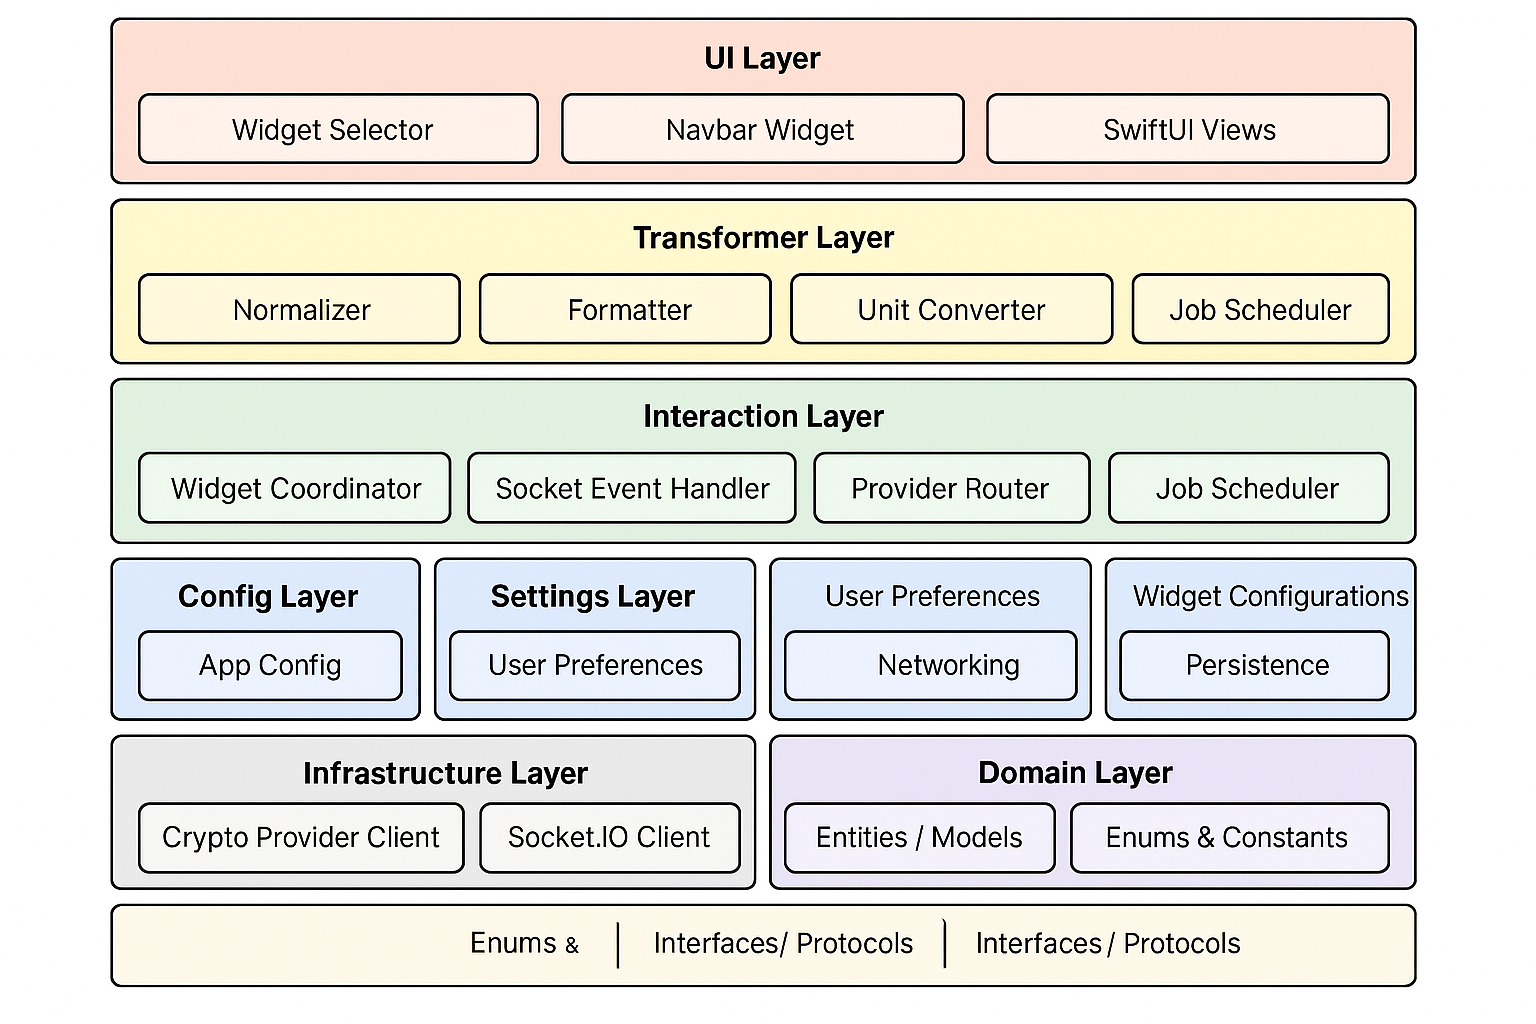 UI Layer
Widget Selector
Navbar Widget
SwiftUI Views
Transformer Layer
Normalizer
Formatter
Unit Converter
Job Scheduler
Interaction Layer
Widget Coordinator
Socket Event Handler
Provider Router
Job Scheduler
Config Layer
App Config
Settings Layer
User Preferences
User Preferences
Networking
Widget Configurations
Persistence
Infrastructure Layer
Crypto Provider Client
Socket.IO Client
Domain Layer
Entities / Models
Enums & Constants
Enums &
Interfaces/ Protocols
Interfaces / Protocols